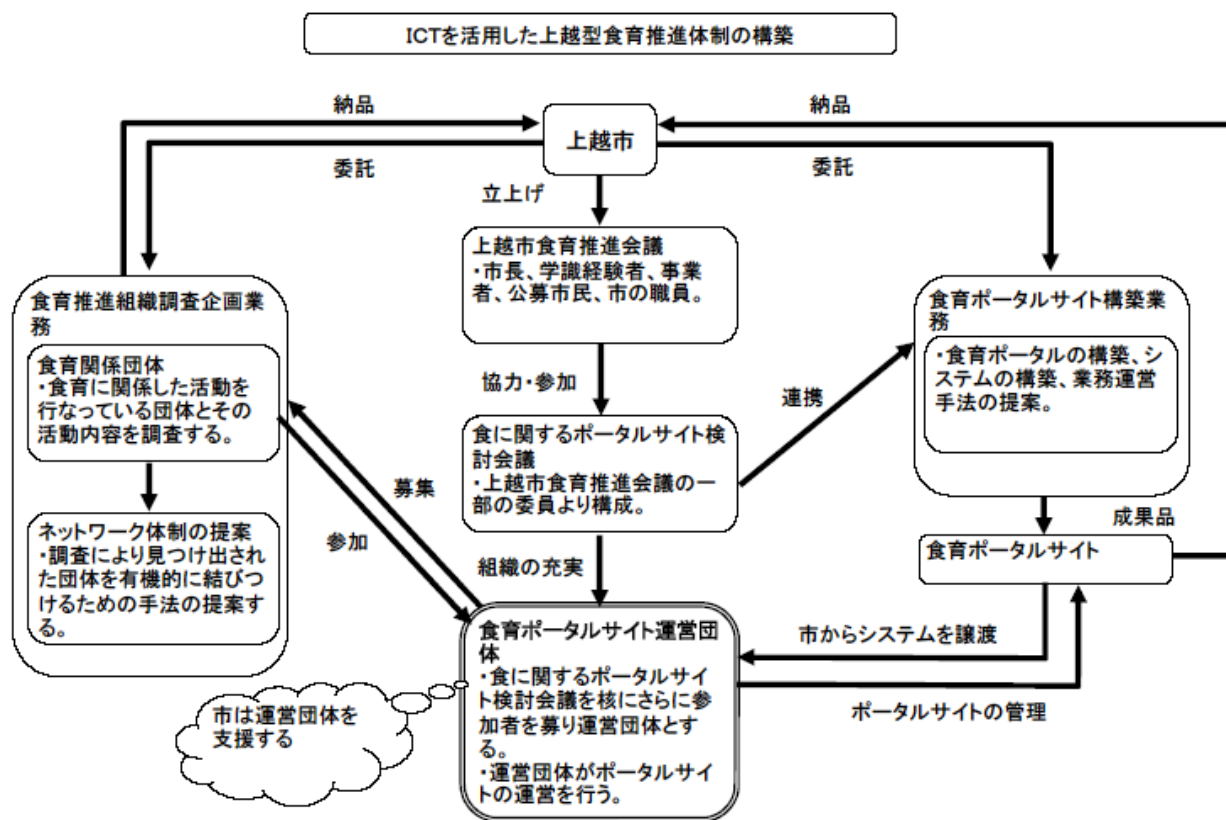 ICTを活用した上越型食育推進体制の構築
納品
納品
上越市
委託
委託
立上げ
上越市食育推進会議
・市長、学識経験者、事業
者、公募市民、市の職員。
食育推進組織調査企画業
務
食育関係団体
・食育に関係した活動を
行なっている団体とその
活動内容を調査する。
ネットワーク体制の提案
・調査により見つけ出され
た団体を有機的に結びつ
けるための手法の提案す
る。
食育ポータルサイト構築業務
・食育ポータルの構築、シ
ステムの構築、業務運営
手法の提案。
協力・参加
連携
食に関するポータルサイト検
討会議
・上越市食育推進会議の一
部の委員より構成。
募集
参加
組織の充実
成果品
食育ポータルサイト
食育ポータルサイト運営団
体
・食に関するポータルサイ
ト検討会議を核にさらに参
加者を募り運営団体とす
る。
・運営団体がポータルサイ
トの運営を行う。
市からシステムを譲渡
ポータルサイトの管理
市は運営団体を
支援する